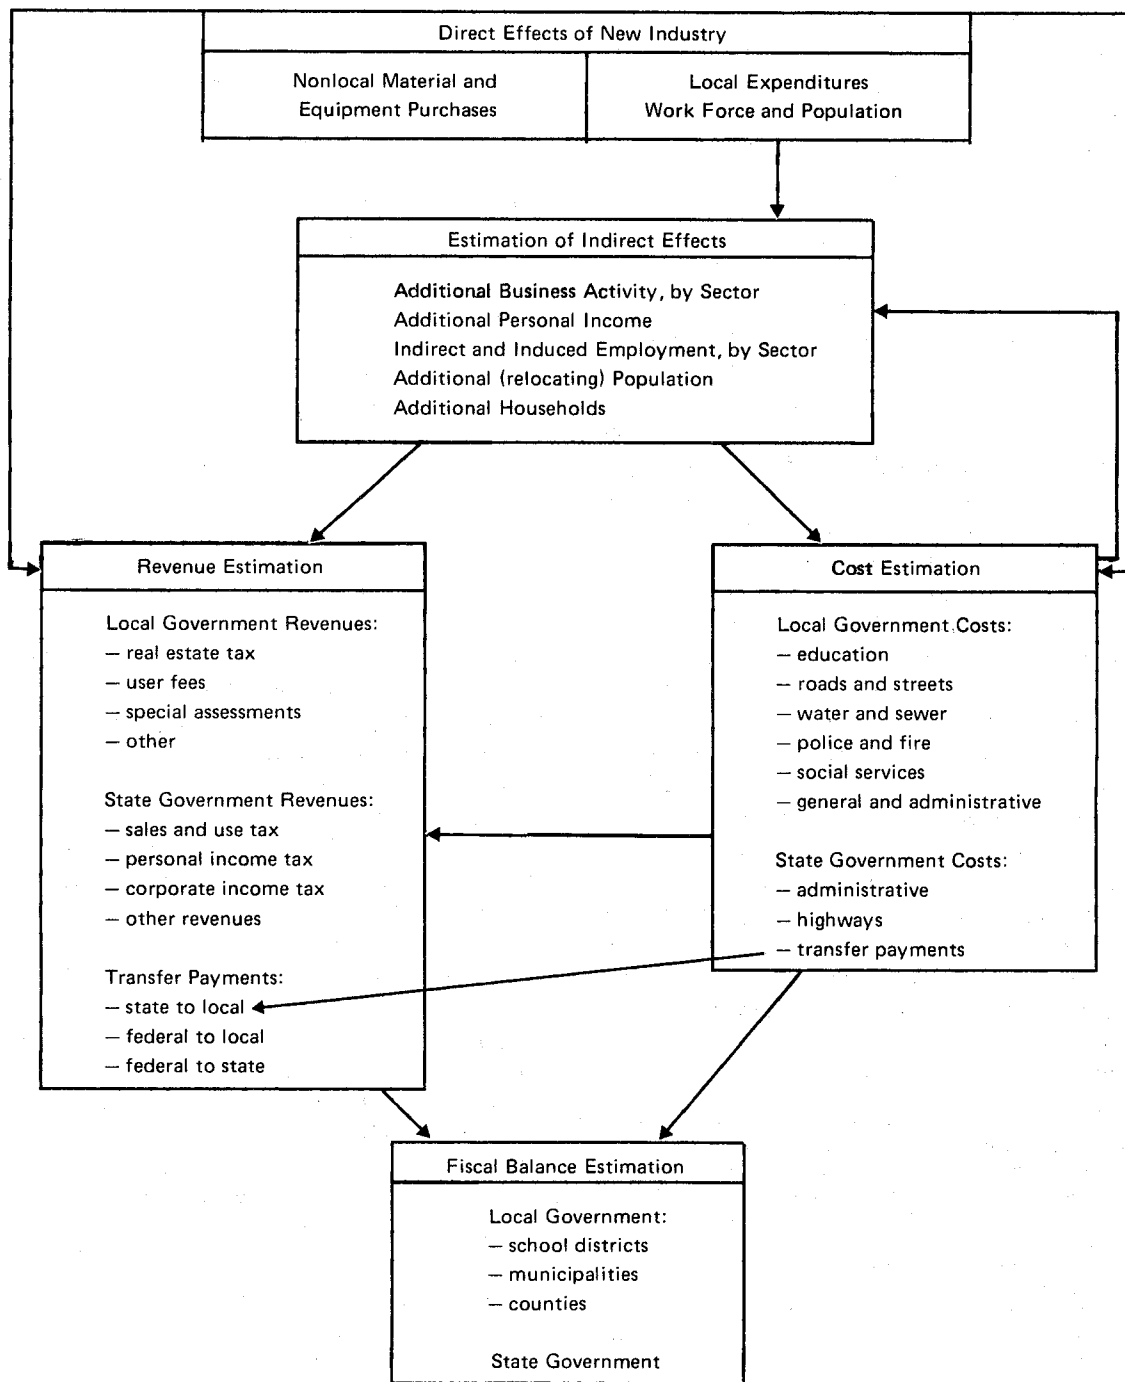 Direct Effects of New Industry
Nonlocal Material and
Equipment Purchases
Local Expenditures
Work Force and Population
Estimation of Indirect Effects
Additional Business Activity, by Sector
Additional Personal Income
Indirect and Induced Employment, by Sector
Additional (relocating) Population
Additional Households
Revenue Estimation
Local Government Revenues:
— real estate tax
— user fees
— special assessments
— other
State Government Revenues:
— sales and use tax
— personal income tax
— corporate income tax
— other revenues
Transfer Payments:
— state to local
— federal to local
— federal to state
Cost Estimation
Local Government Costs:
— education
— roads and streets
— water and sewer
— police and fire
— social services
— general and administrative
State Government Costs:
— administrative
— highways
— transfer payments
Fiscal Balance Estimation
Local Government:
— school districts
— municipalities
— counties
State Government